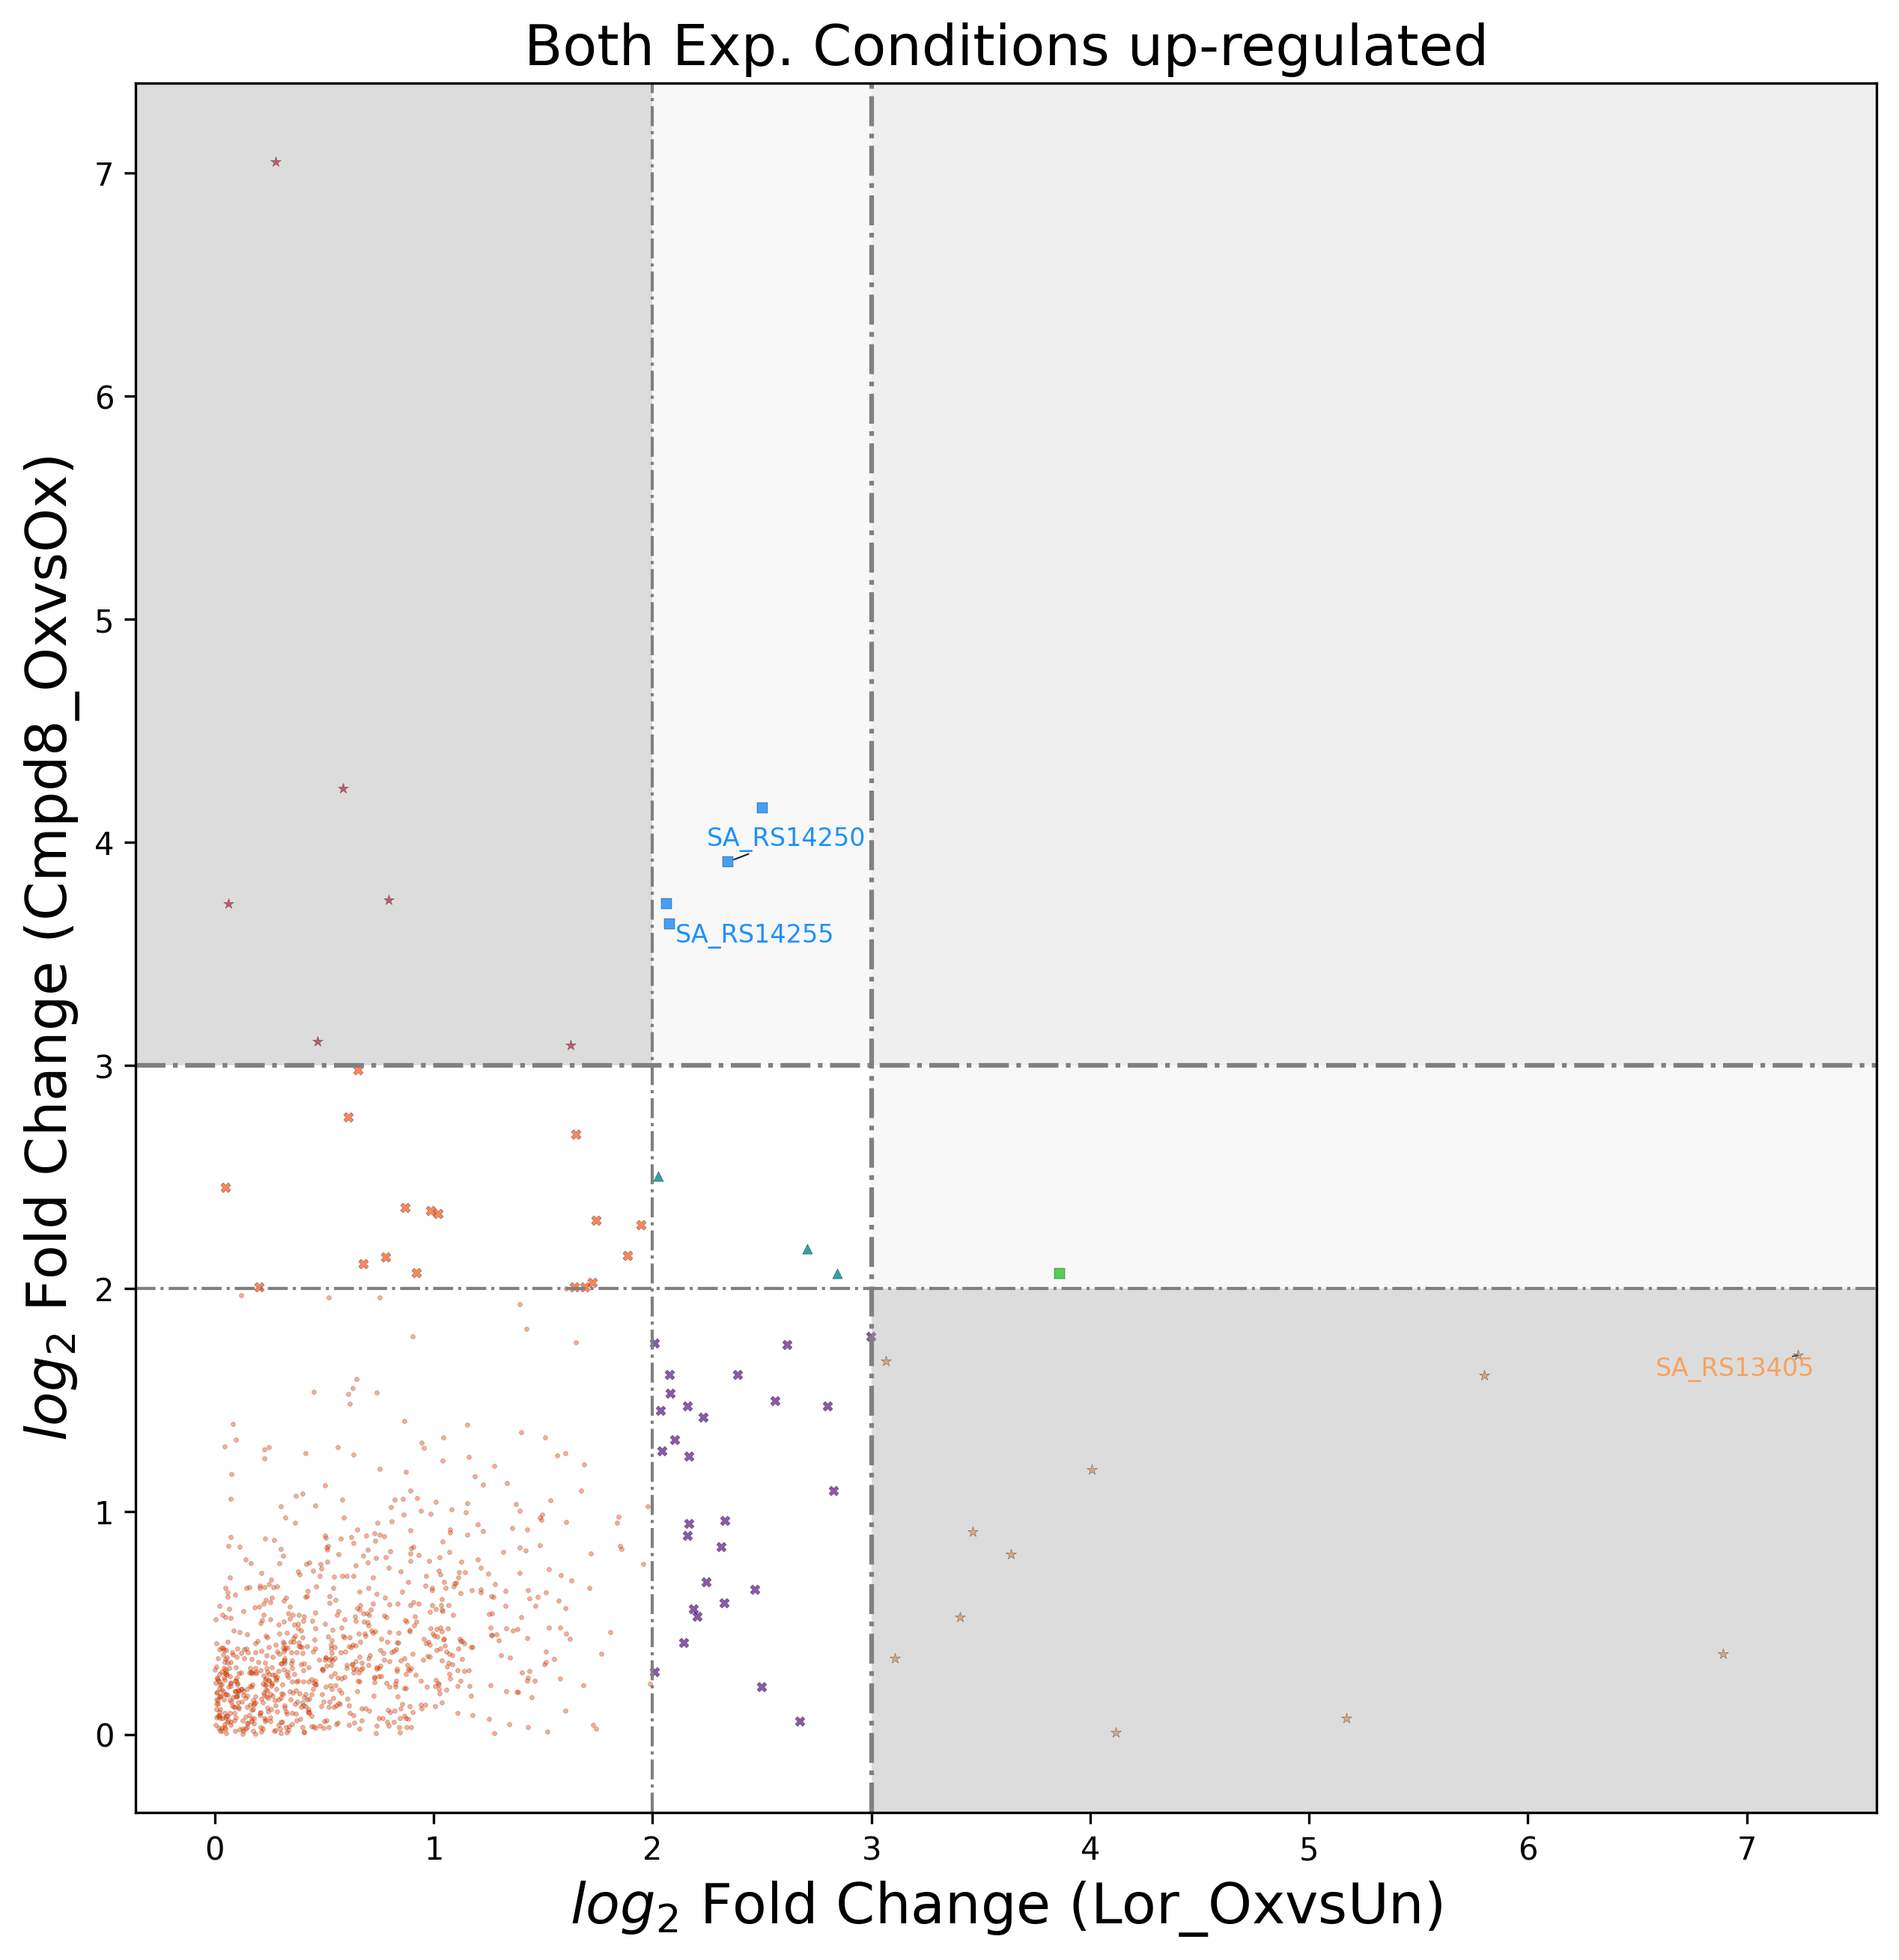 Both Exp. Conditions up-regulated
log2 Fold Change (Cmpd8_OxvsOx)
7
6
5
4
3
2
1
0
SA_RS14250
SA_RS14255
SA_RS13405
0 1 2 3 4 5 6 7
log2 Fold Change (Lor_OxvsUn)